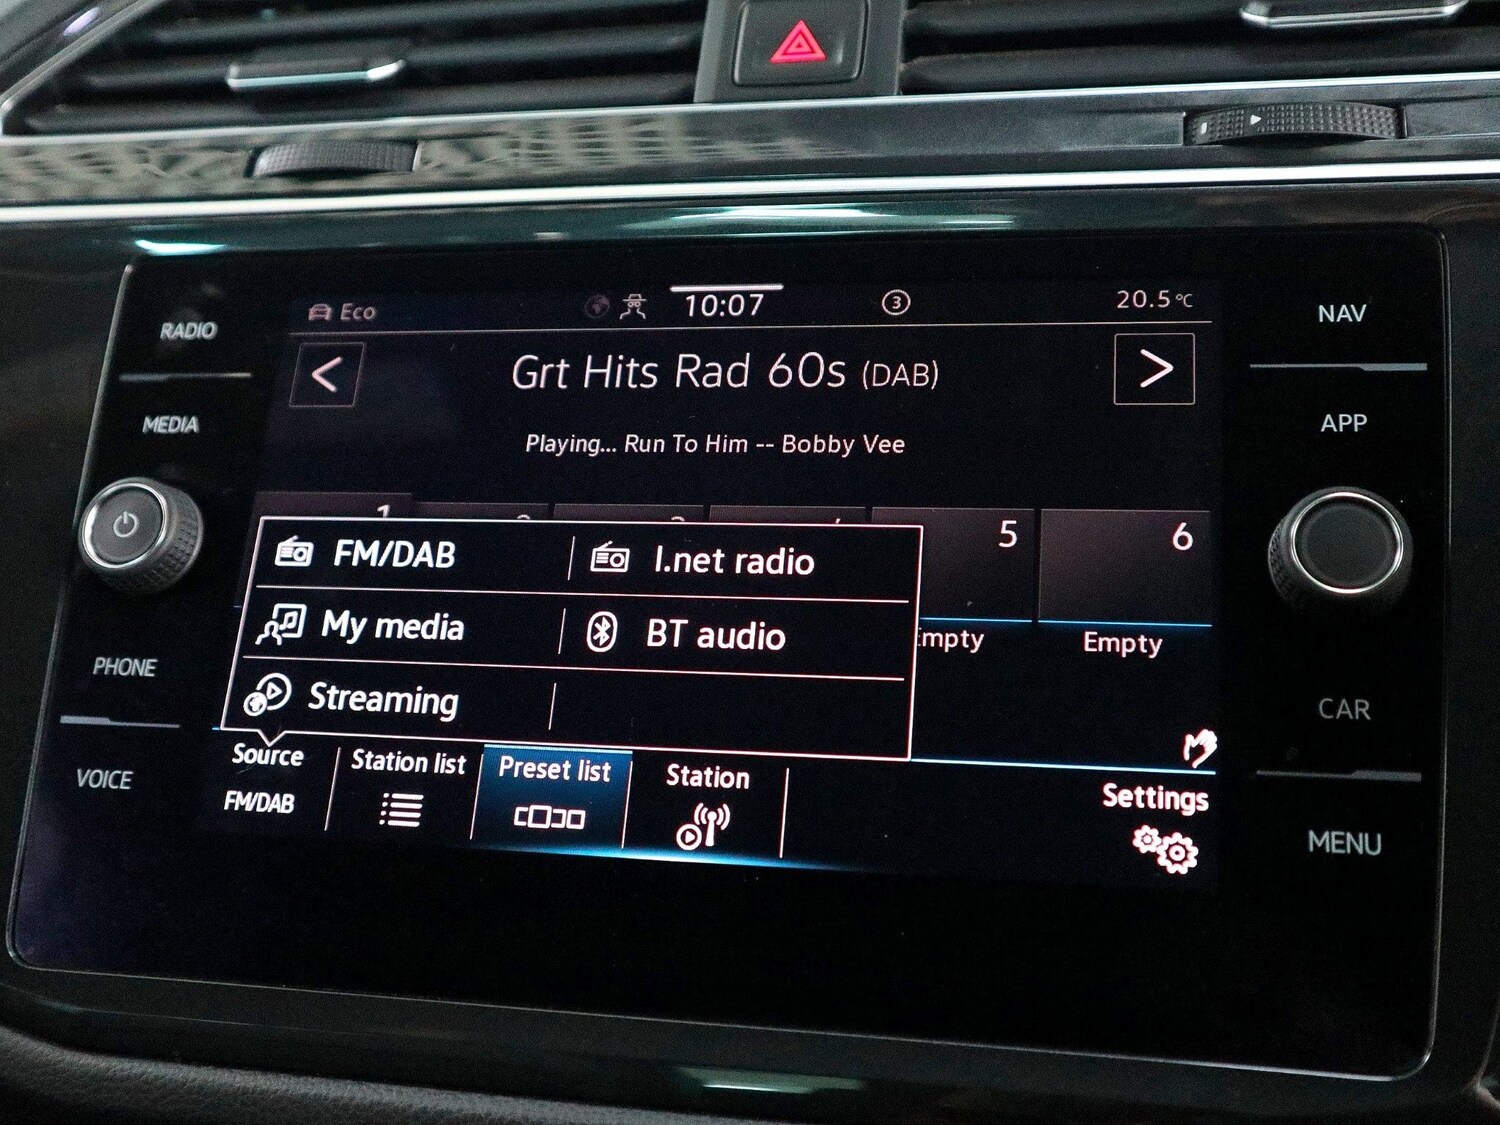 RADIO
MEDIA
PHONE
VOICE
Eco
10:07
3
20.5°C
Grt Hits Rad 60s (DAB)
Playing... Run To Him -- Bobby Vee
1
5
6
FM/DAB
I.net radio
My media
BT audio
Streaming
Empty
Source
FM/DAB
Station list
Preset list
Station
Settings
NAV
APP
CAR
MENU